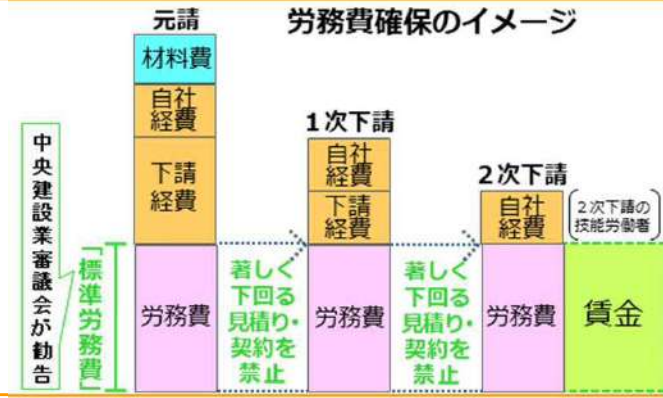 労務費確保のイメージ
元請
材料費
自社
経費
下請
経費
労務費
1次下請
自社
経費
下請
経費
労務費
2次下請
自社
経費
労務費
2次下請の
技能労働者
賃金
著しく
下回る
見積り・
契約を
禁止
著しく
下回る
見積り・
契約を
禁止
中央建設業審議会が勧告
「標準労務費」